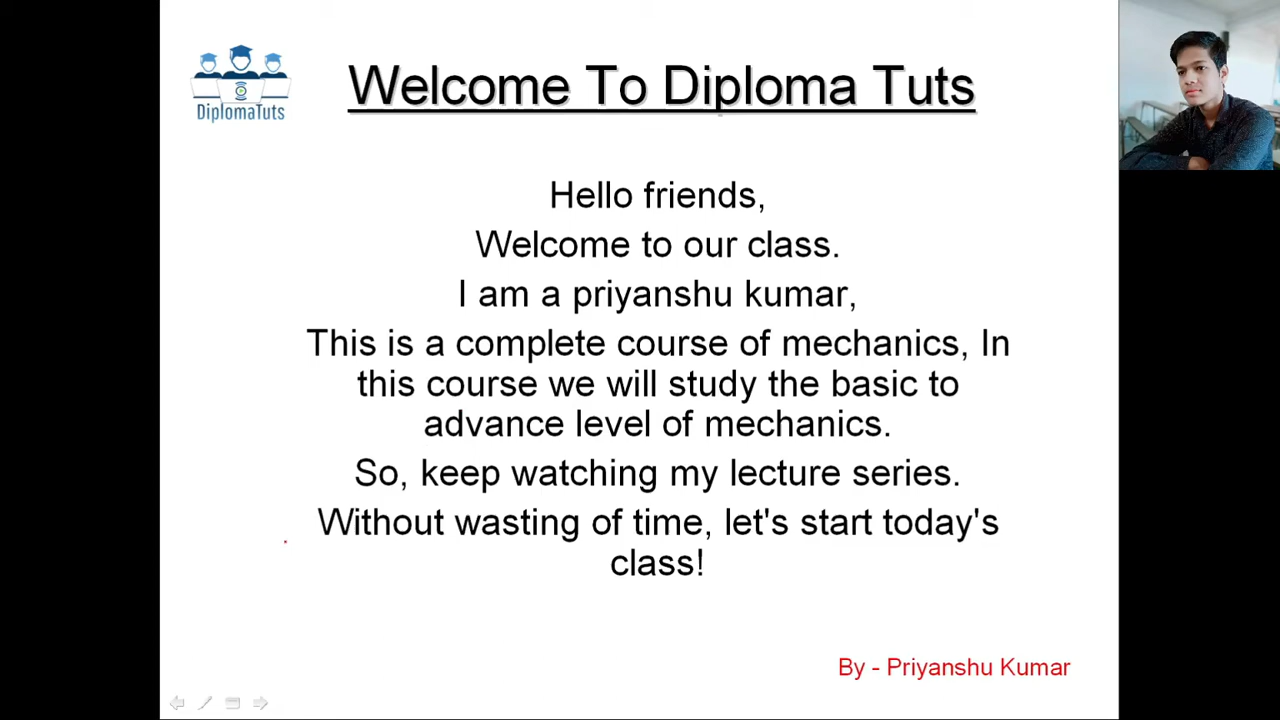 DiplomaTuts
Welcome To Diploma Tuts
Hello friends,
Welcome to our class.
I am a priyanshu kumar,
This is a complete course of mechanics, In
this course we will study the basic to
advance level of mechanics.
So, keep watching my lecture series.
Without wasting of time, let's start today's
class!
By - Priyanshu Kumar